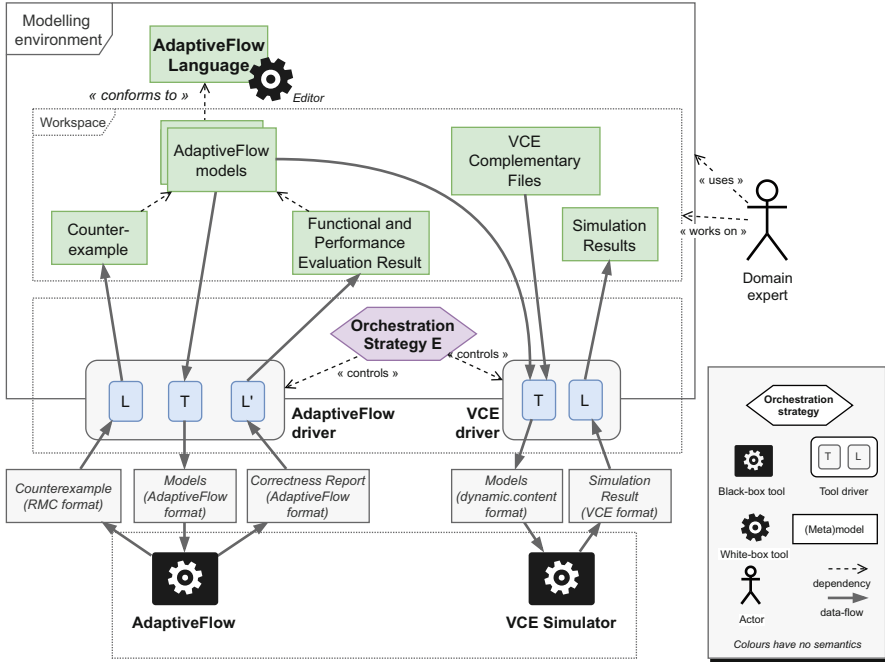 Modelling
environment
AdaptiveFlow
Language
Editor
« conforms to »
Workspace
AdaptiveFlow
models
VCE
Complementary
Files
Counter-
example
Functional and
Performance
Evaluation Result
Simulation
Results
« uses »
« works on »
Domain
expert
Orchestration
Strategy E
« controls »
« controls »
L
T
L'
AdaptiveFlow
driver
VCE
driver
T
L
Counterexample
(RMC format)
Models
(AdaptiveFlow
format)
Correctness Report
(AdaptiveFlow
format)
Models
(dynamic.content
format)
Simulation
Result
(VCE format)
AdaptiveFlow
VCE Simulator
Orchestration
strategy
Black-box tool
T
L
Tool driver
White-box tool
(Meta)model
Actor
dependency
data-flow
Colours have no semantics